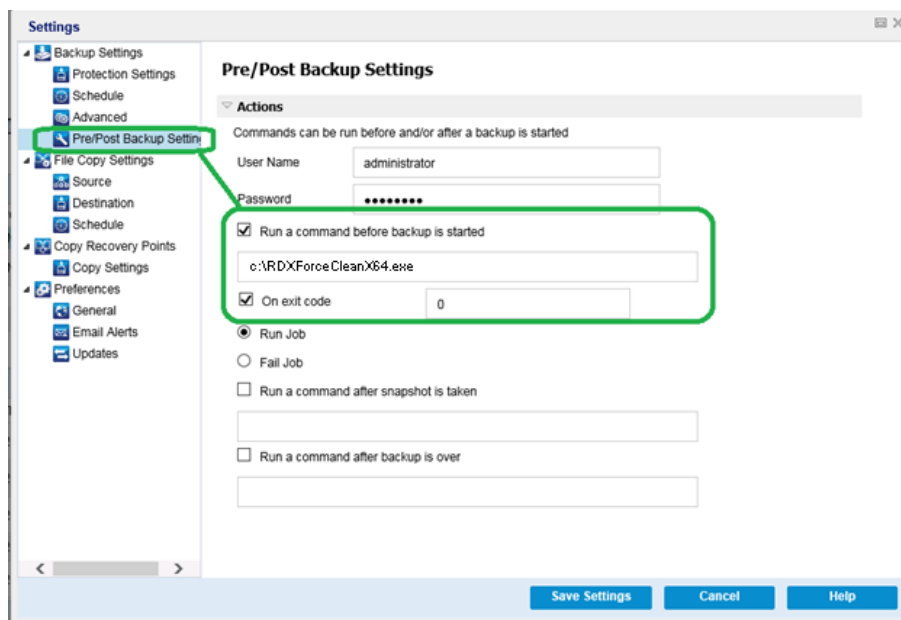 Settings
Backup Settings
Protection Settings
Schedule
Advanced
Pre/Post Backup Settin
File Copy Settings
Source
Destination
Schedule
Copy Recovery Points
Copy Settings
Preferences
General
Email Alerts
Updates
Pre/Post Backup Settings
Actions
Commands can be run before and/or after a backup is started
User Name
administrator
Password
••••••••
Run a command before backup is started
c:\RDXForceCleanX64.exe
On exit code
0
Run Job
Fail Job
Run a command after snapshot is taken
Run a command after backup is over
Save Settings
Cancel
Help